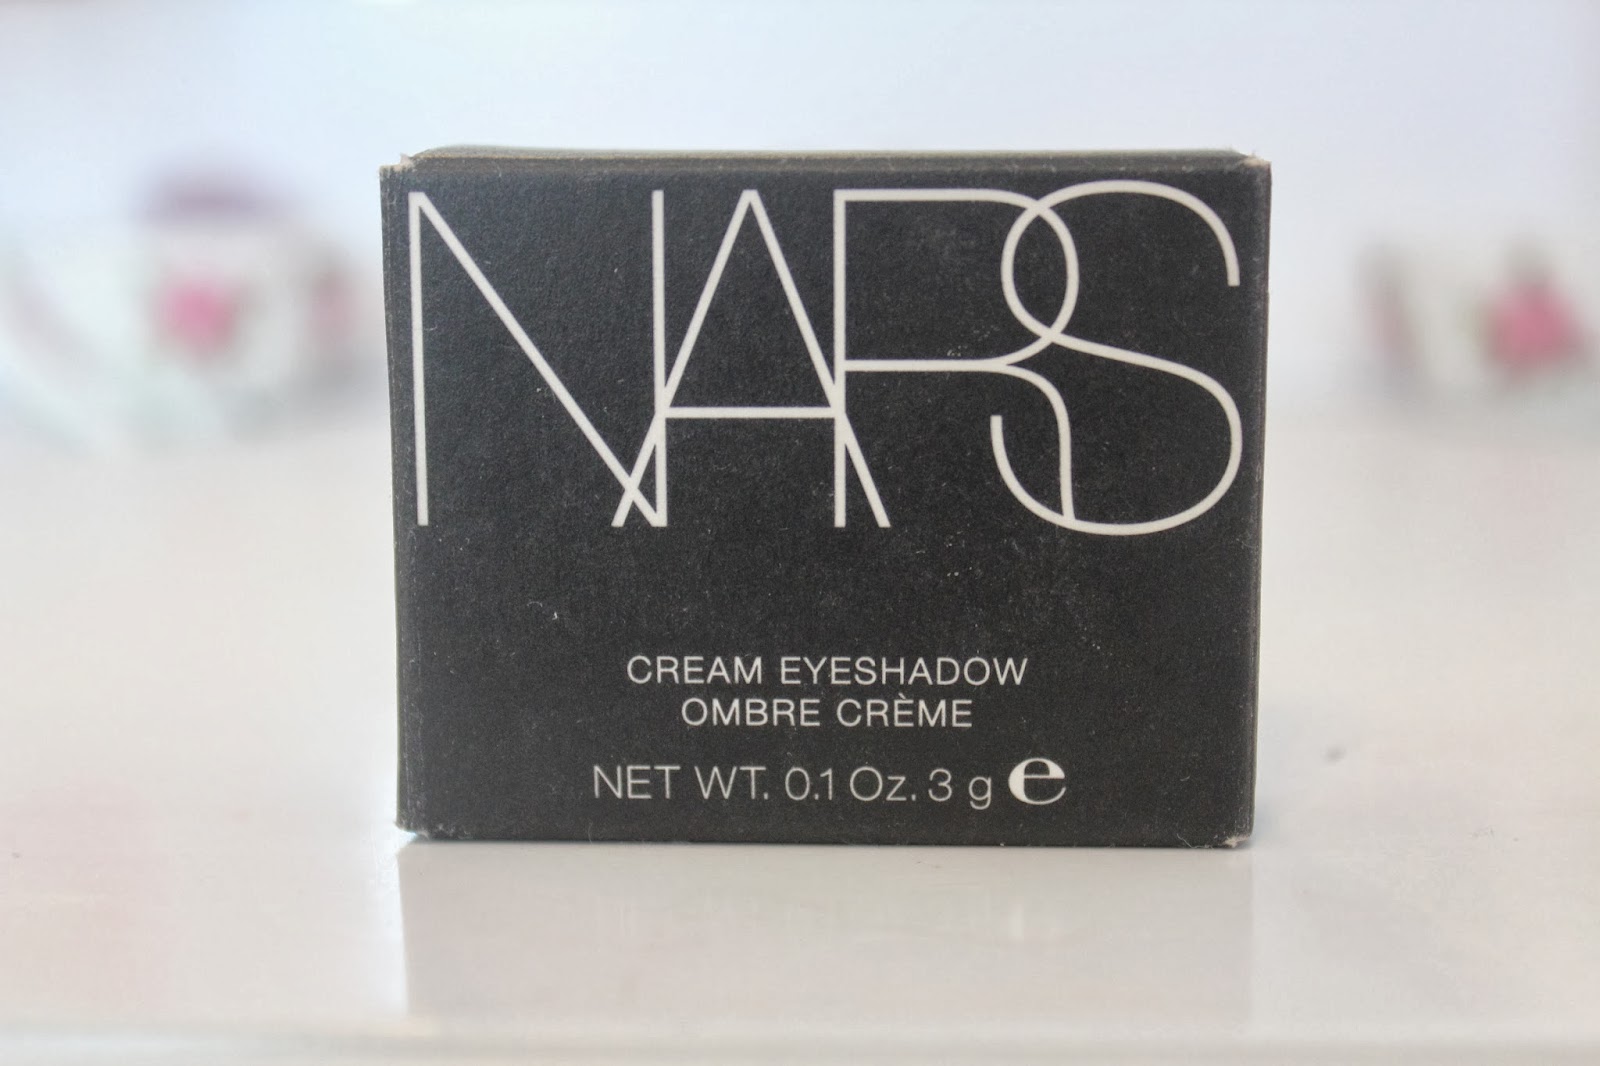 NARS
CREAM EYESHADOW
OMBRE CRÈME
NET WT. 0.1 Oz. 3 g ℮